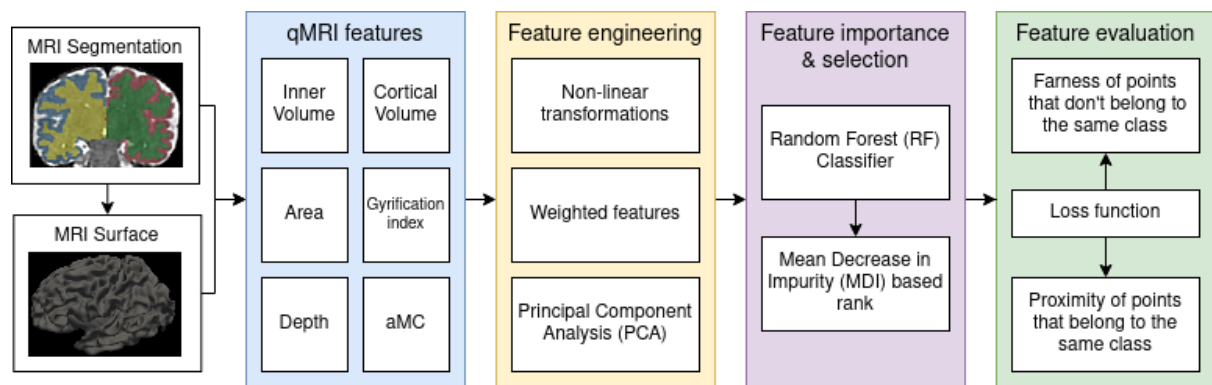 MRI Segmentation
MRI Surface
qMRI features
Inner
Volume
Cortical
Volume
Area
Gyrification
index
Depth
aMC
Feature engineering
Non-linear
transformations
Weighted features
Principal Component
Analysis (PCA)
Feature importance
& selection
Random Forest (RF)
Classifier
Mean Decrease in
Impurity (MDI) based
rank
Feature evaluation
Farness of points
that don't belong to
the same class
Loss function
Proximity of points
that belong to the
same class